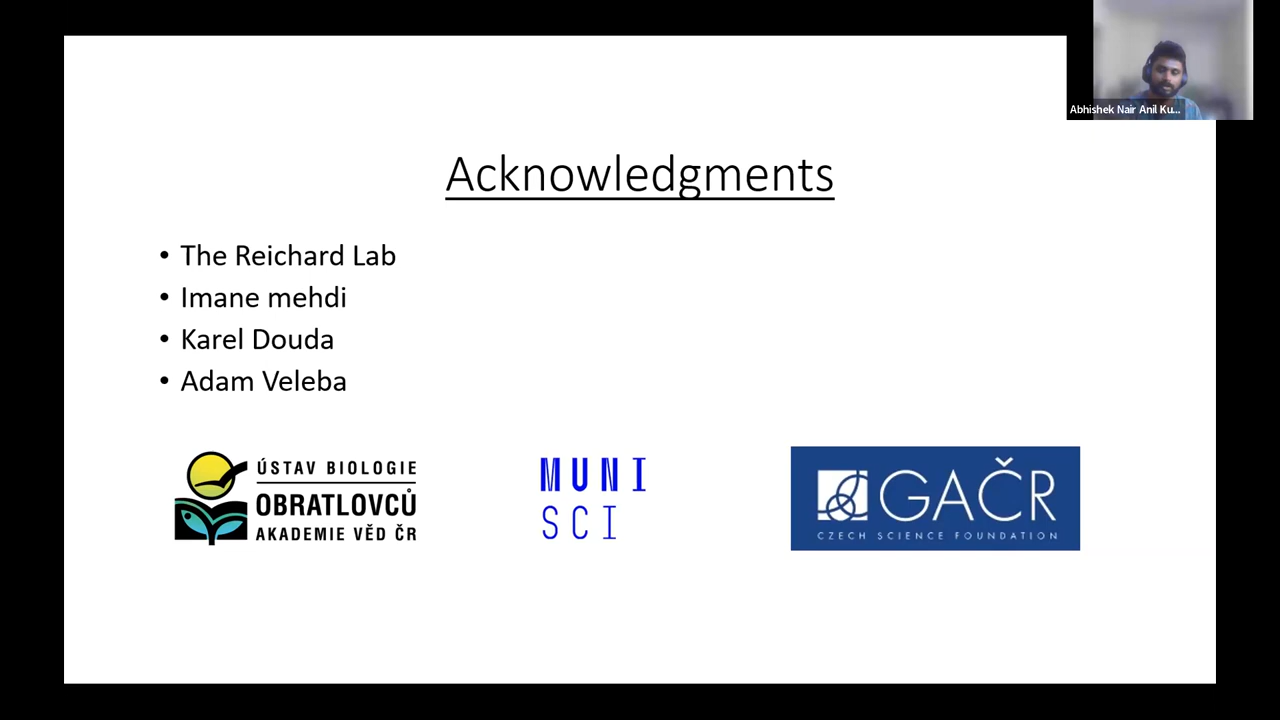 Abhishek Nair Anil Ku...
Acknowledgments
• The Reichard Lab
• Imane mehdi
• Karel Douda
• Adam Veleba
ÚSTAV BIOLOGIE
OBRATLOVCŮ
AKADEMIE VĚD ČR
MUNI
SCI
GAČR
CZECH SCIENCE FOUNDATION